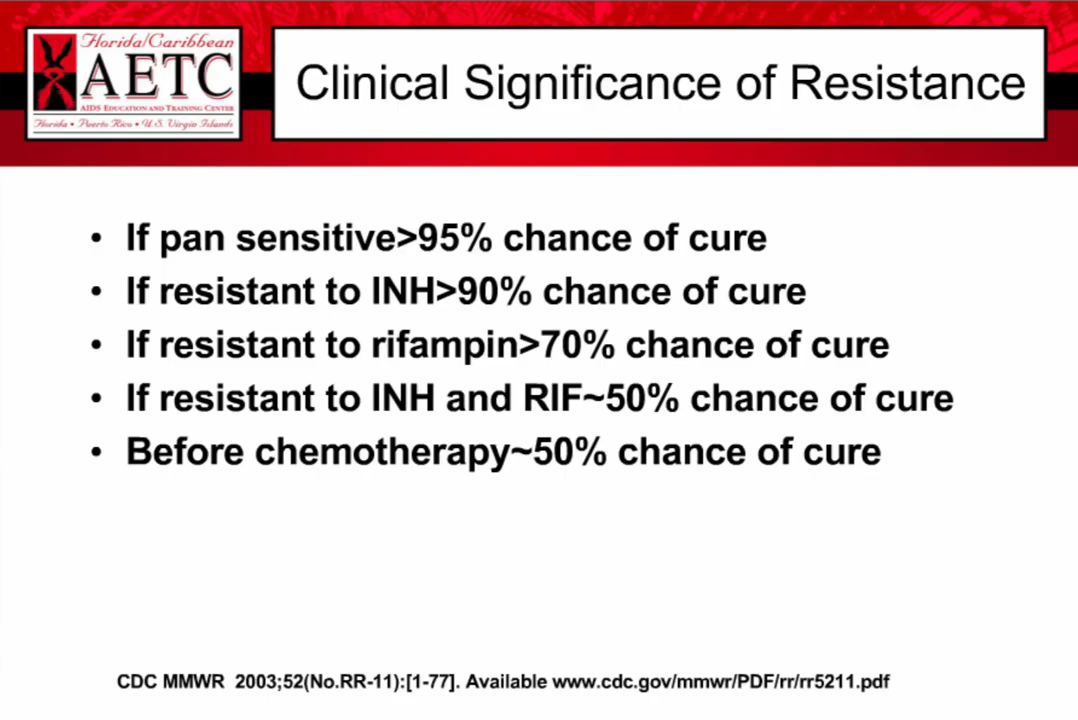 Florida/Caribbean
AETC
AIDS EDUCATION AND TRAINING CENTER
Florida • Puerto Rico • U.S. Virgin Islands
Clinical Significance of Resistance
• If pan sensitive>95% chance of cure
• If resistant to INH>90% chance of cure
• If resistant to rifampin>70% chance of cure
• If resistant to INH and RIF~50% chance of cure
• Before chemotherapy~50% chance of cure
CDC MMWR 2003;52(No.RR-11):[1-77]. Available www.cdc.gov/mmwr/PDF/rr/rr5211.pdf